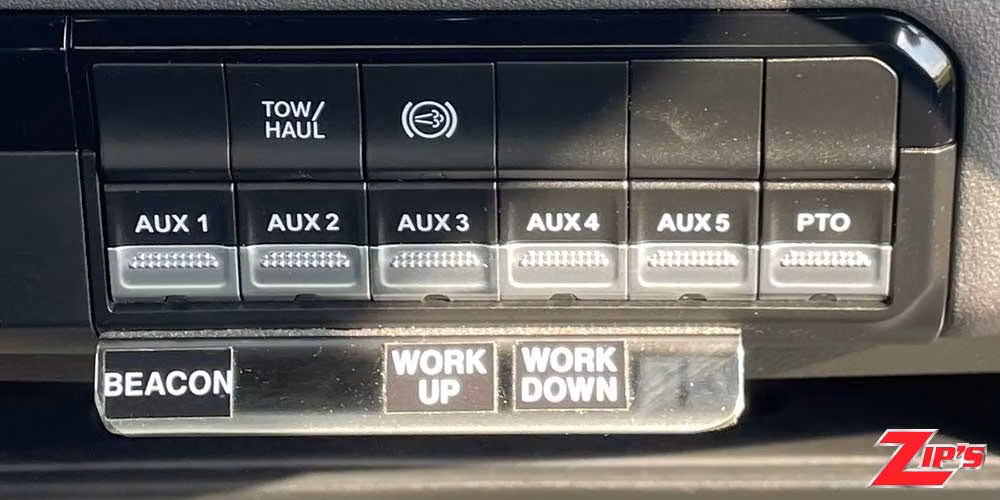 TOW/
HAUL
AUX 1
AUX 2
AUX 3
AUX 4
AUX 5
PTO
BEACON
WORK
UP
WORK
DOWN
ZIP'S